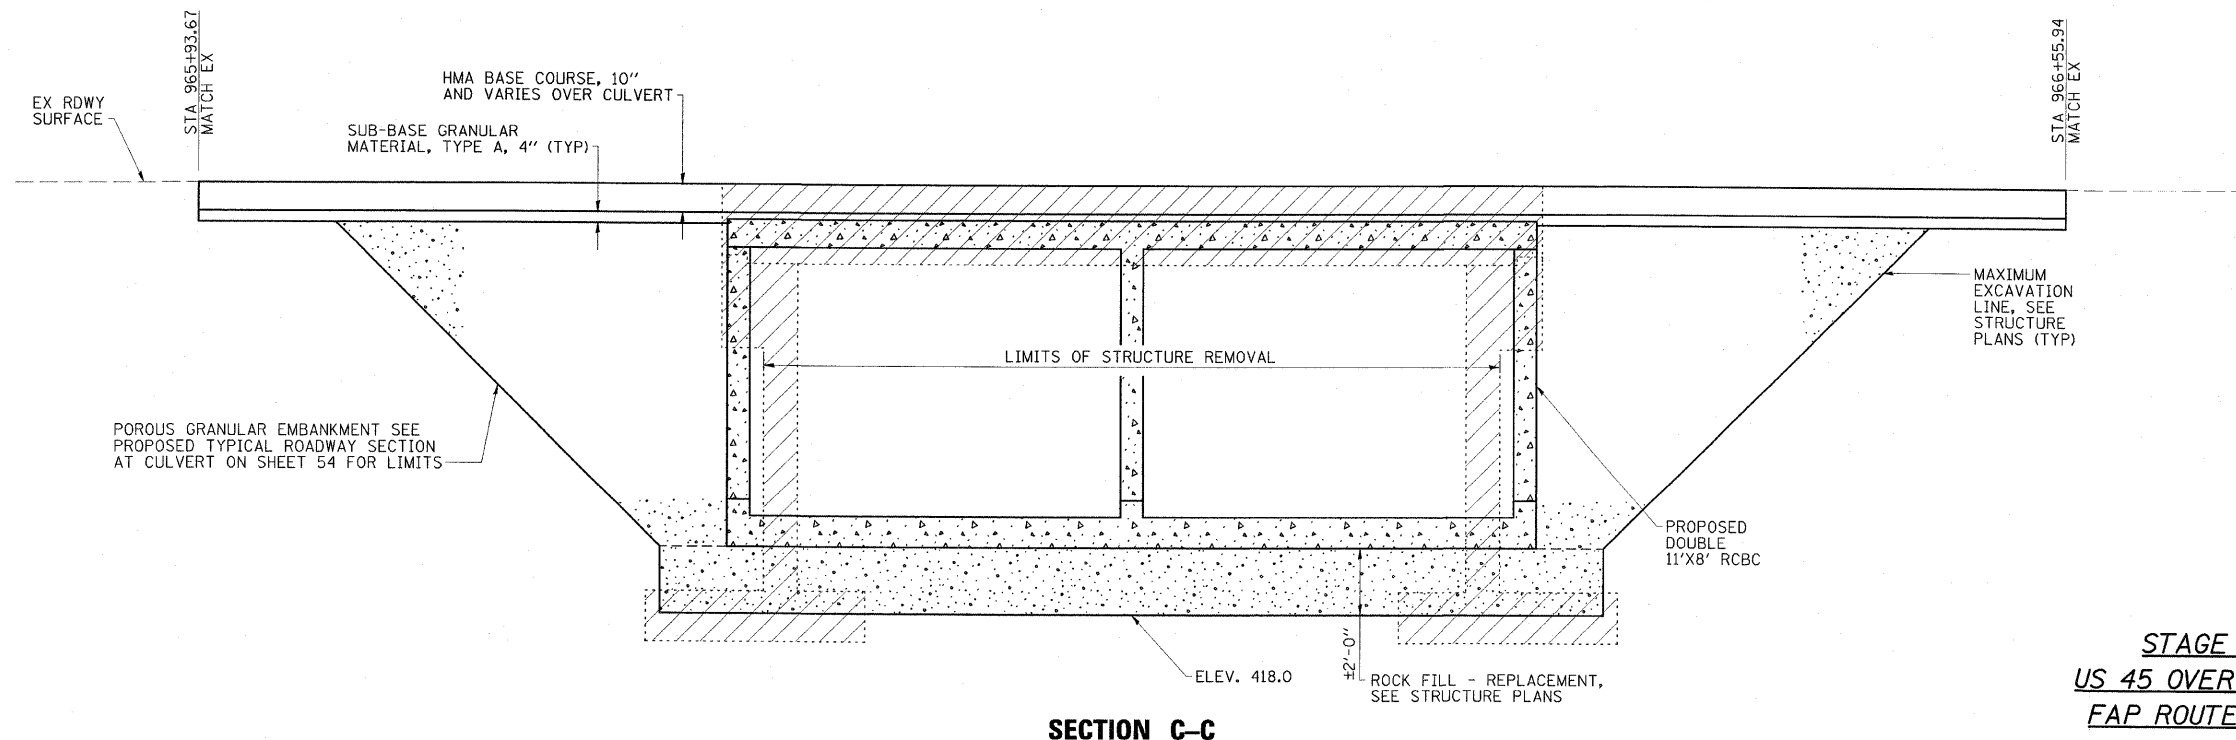 STA 965+93.67
MATCH EX
STA 966+55.94
MATCH EX
EX RDWY
SURFACE
HMA BASE COURSE, 10"
AND VARIES OVER CULVERT
SUB-BASE GRANULAR
MATERIAL, TYPE A, 4" (TYP)
MAXIMUM
EXCAVATION
LINE, SEE
STRUCTURE
PLANS (TYP)
LIMITS OF STRUCTURE REMOVAL
POROUS GRANULAR EMBANKMENT SEE
PROPOSED TYPICAL ROADWAY SECTION
AT CULVERT ON SHEET 54 FOR LIMITS
PROPOSED
DOUBLE
11'X8' RCBC
±2'-0"
ELEV. 418.0
ROCK FILL - REPLACEMENT,
SEE STRUCTURE PLANS
SECTION C-C
STAGE
US 45 OVER
FAP ROUTE